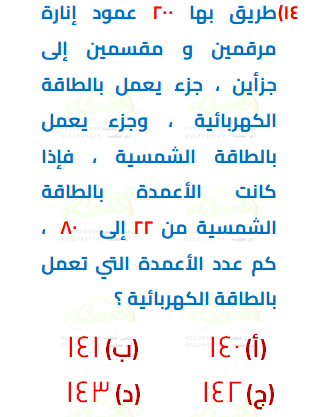 ١٤)طريق بها ٢٠٠ عمود إنارة
مرقمين و مقسمين إلى
جزأين ، جزء يعمل بالطاقة
الكهربائية ، وجزء يعمل
بالطاقة الشمسية ، فإذا
كانت الأعمدة بالطاقة
الشمسية من ٢٢ إلى ٨٠ ،
كم عدد الأعمدة التي تعمل
بالطاقة الكهربائية ؟
(أ) ١٤٠ (ب) ١٤١
(ج) ١٤٢ (د) ١٤٣